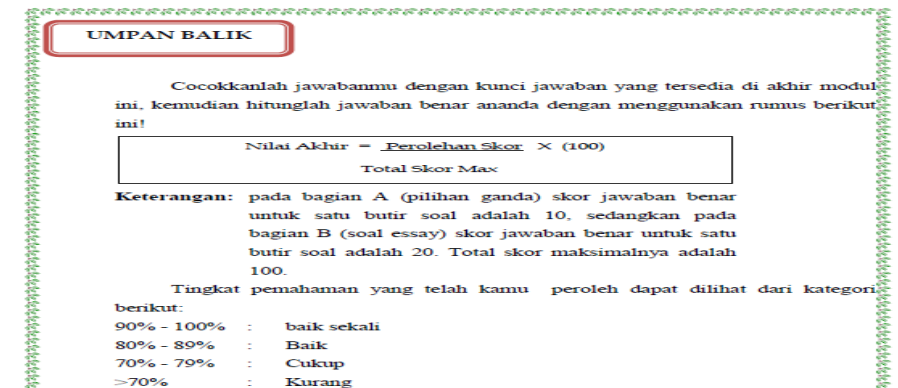 UMPAN BALIK
Cocokkanlah jawabanmu dengan kunci jawaban yang tersedia di akhir modul
ini, kemudian hitunglah jawaban benar ananda dengan menggunakan rumus berikut
ini!
Nilai Akhir = Perolehan Skor X (100)
Total Skor Max
Keterangan: pada bagian A (pilihan ganda) skor jawaban benar
untuk satu butir soal adalah 10, sedangkan pada
bagian B (soal essay) skor jawaban benar untuk satu
butir soal adalah 20. Total skor maksimalnya adalah
100.
Tingkat pemahaman yang telah kamu peroleh dapat dilihat dari kategori
berikut:
90% - 100% : baik sekali
80% - 89% : Baik
70% - 79% : Cukup
>70% : Kurang